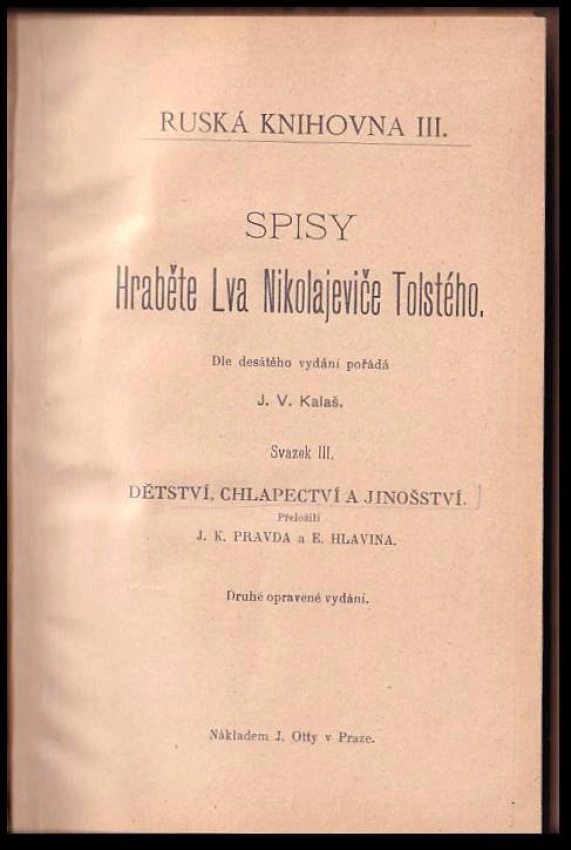 RUSKÁ KNIHOVNA III.
SPISY
Hraběte Lva Nikolajeviče Tolstého.
Dle desátého vydání pořádá
J. V. Kalaš.
Svazek III.
DĚTSTVÍ, CHLAPECTVÍ A JINOŠSTVÍ.
Přeložili
J. K. PRAVDA a E. HLAVINA.
Druhé opravené vydání.
Nákladem J. Otty v Praze.